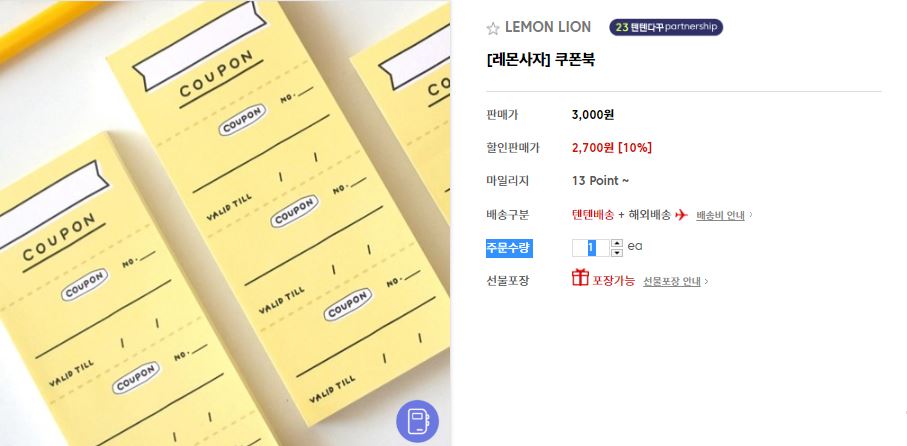 COUPON
COUPON
NO.
VALID TILL / /
COUPON
NO.
VALID TILL / /
COUPON
NO.
VALID TILL / /
COUPON
COUPON
NO.
VALID TILL / /
COUPON
NO.
LEMON LION 23 텐텐다꾸 partnership
[레몬사자] 쿠폰북
판매가 3,000원
할인판매가 2,700원 [10%]
마일리지 13 Point ~
배송구분 텐텐배송 + 해외배송 배송비 안내 >
주문수량 1 ea
선물포장 포장가능 선물포장 안내 >